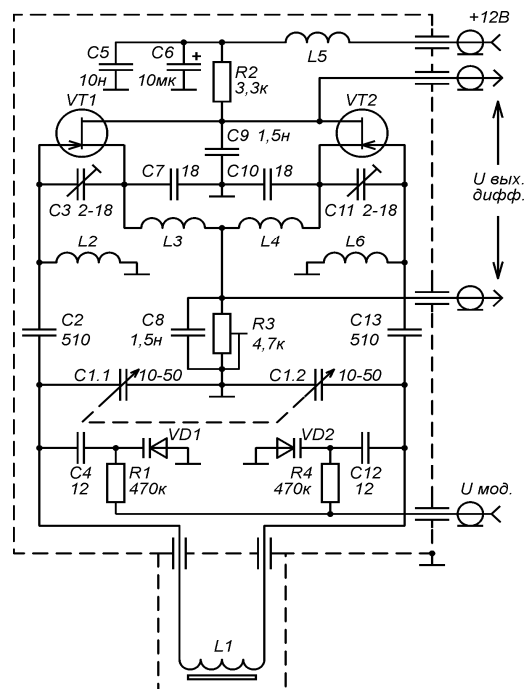 +12В
C5
C6
+
10н
10мк
R2
3,3к
L5
VT1
VT2
C9 1,5н
C7 18
C10 18
C3 2-18
C11 2-18
U вых.
дифф.
L2
L3
L4
L6
C2
510
C8
1,5н
R3
4,7к
C13
510
C1.1
10-50
C1.2
10-50
VD1
VD2
C4
12
R1
470к
R4
470к
C12
12
U мод.
L1